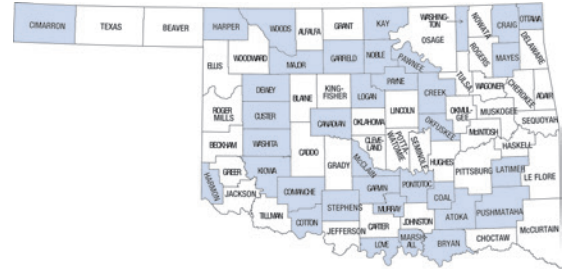 CIMARRON
TEXAS
BEAVER
HARPER
WOODS
ALFALFA
GRANT
KAY
WASHING-
TON
OSAGE
NOWATA
CRAIG
OTTAWA
ELLIS
WOODWARD
MAJOR
GARFIELD
NOBLE
PAWNEE
ROGERS
MAYES
DELAWARE
DEWEY
BLAINE
KING-
FISHER
LOGAN
PAYNE
CREEK
TULSA
WAGONER
CHEROKEE
ADAIR
ROGER
MILLS
CUSTER
CANADIAN
OKLAHOMA
LINCOLN
OKFUSKEE
OKMUL-
GEE
MUSKOGEE
SEQUOYAH
BECKHAM
WASHITA
CADDO
GRADY
CLEVE-
LAND
POTTA-
WATOMIE
SEMINOLE
HUGHES
McINTOSH
HASKELL
HARMON
GREER
KIOWA
McCLAIN
PITTSBURG
LATIMER
LE FLORE
JACKSON
COMANCHE
STEPHENS
GARVIN
PONTOTOC
COAL
TILLMAN
COTTON
MURRAY
JOHNSTON
ATOKA
PUSHMATAHA
McCURTAIN
JEFFERSON
CARTER
LOVE
MARSH-
ALL
BRYAN
CHOCTAW